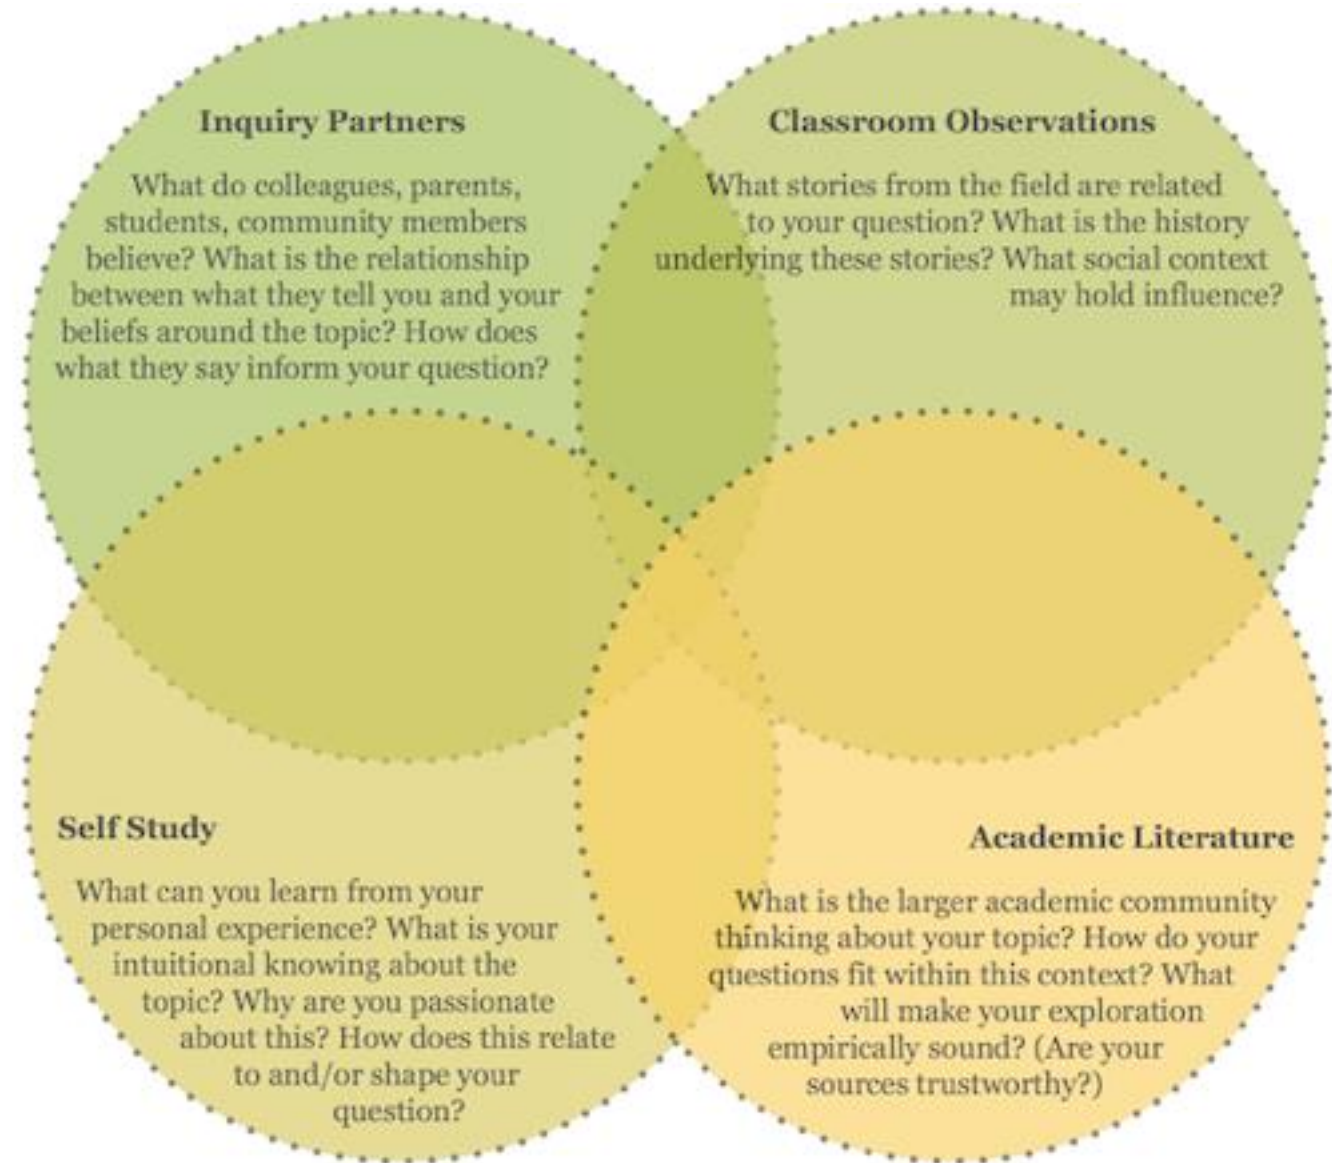 Inquiry Partners
What do colleagues, parents,
students, community members
believe? What is the relationship
between what they tell you and your
beliefs around the topic? How does
what they say inform your question?
Classroom Observations
What stories from the field are related
to your question? What is the history
underlying these stories? What social context
may hold influence?
Self Study
What can you learn from your
personal experience? What is your
intuitional knowing about the
topic? Why are you passionate
about this? How does this relate
to and/or shape your
question?
Academic Literature
What is the larger academic community
thinking about your topic? How do your
questions fit within this context? What
will make your exploration
empirically sound? (Are your
sources trustworthy?)